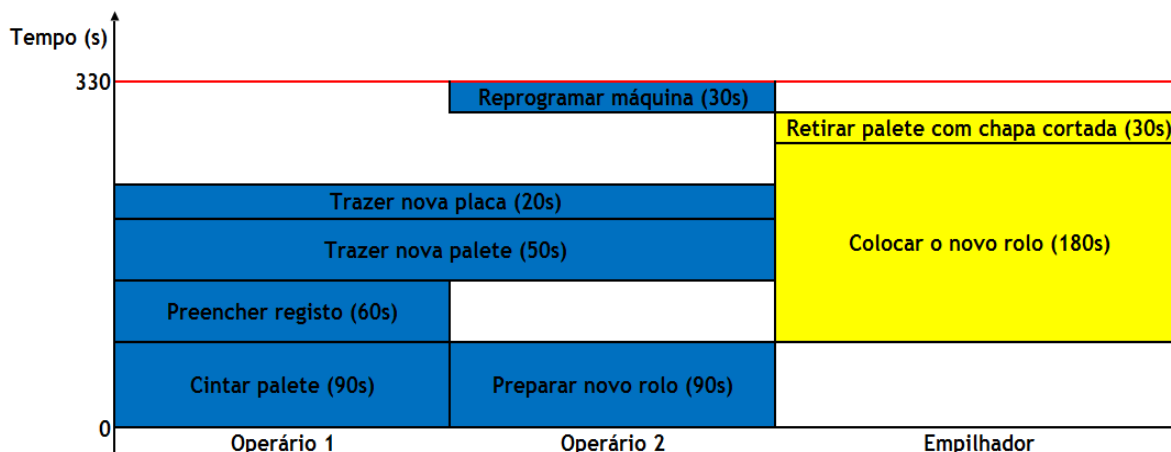 Tempo (s)
330
Reprogramar máquina (30s)
Retirar palete com chapa cortada (30s)
Trazer nova placa (20s)
Trazer nova palete (50s)
Colocar o novo rolo (180s)
Preencher registo (60s)
Cintar palete (90s)
Preparar novo rolo (90s)
0
Operário 1
Operário 2
Empilhador